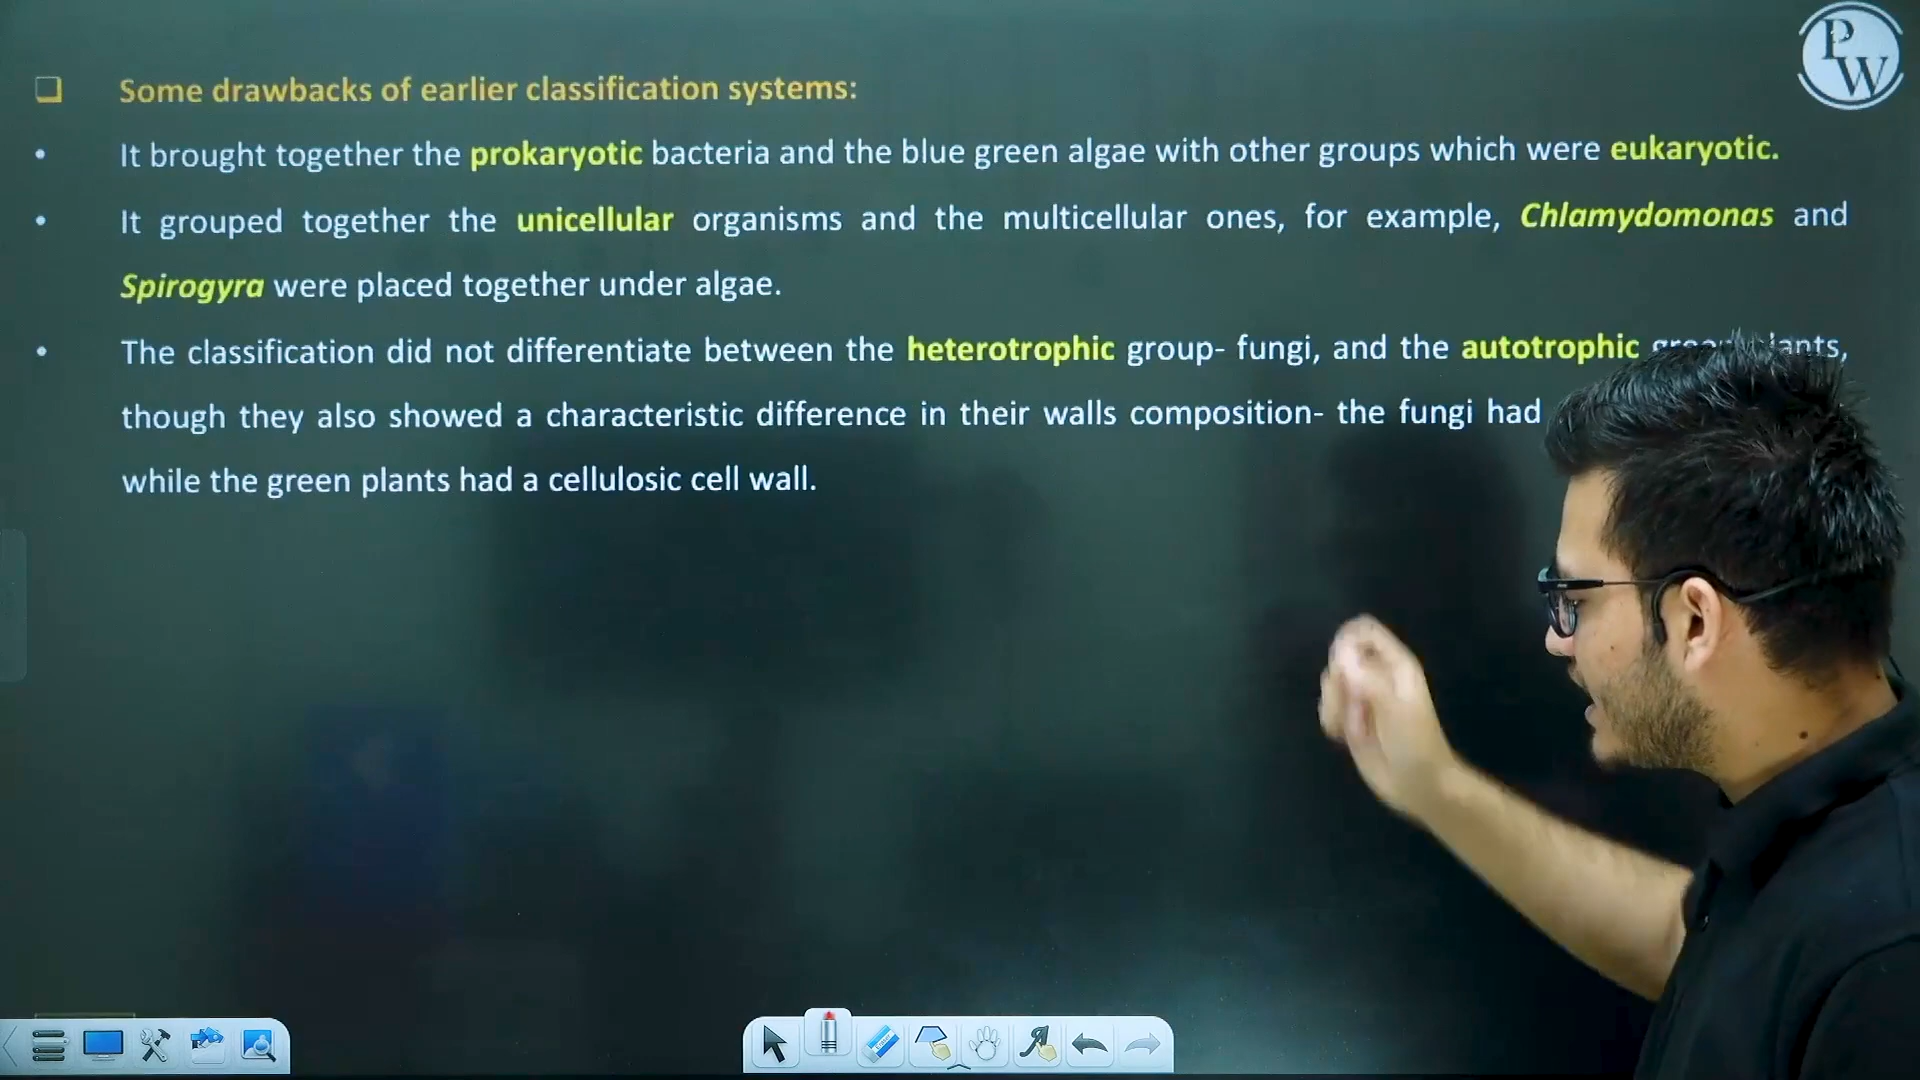 PW
Some drawbacks of earlier classification systems:
It brought together the prokaryotic bacteria and the blue green algae with other groups which were eukaryotic.
It grouped together the unicellular organisms and the multicellular ones, for example, Chlamydomonas and
Spirogyra were placed together under algae.
The classification did not differentiate between the heterotrophic group- fungi, and the autotrophic green plants,
though they also showed a characteristic difference in their walls composition- the fungi had
while the green plants had a cellulosic cell wall.